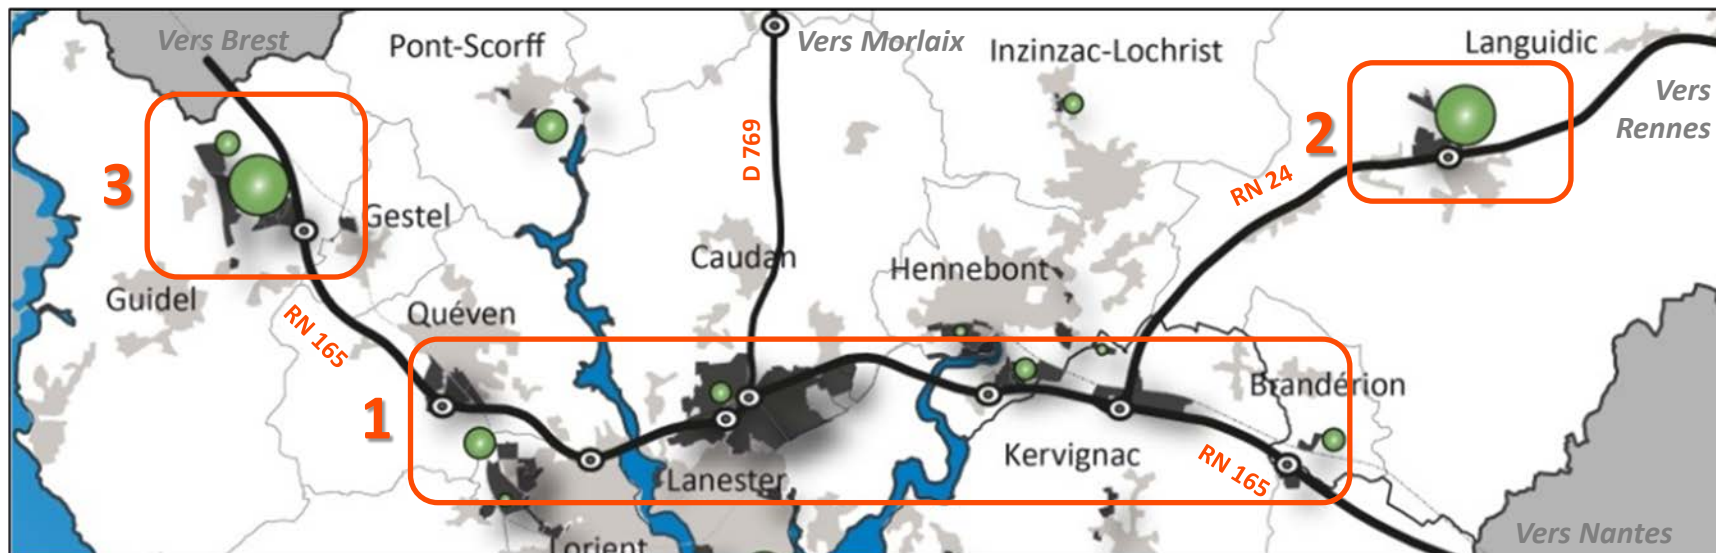 Vers Brest
Pont-Scorff
Vers Morlaix
Inzinzac-Lochrist
Languidic
Vers
Rennes
2
3
D 769
RN 24
Gestel
Caudan
Hennebont
Guidel
Quéven
RN 165
1
Brandérion
Kervignac
RN 165
Lanester
Vers Nantes
Lorient